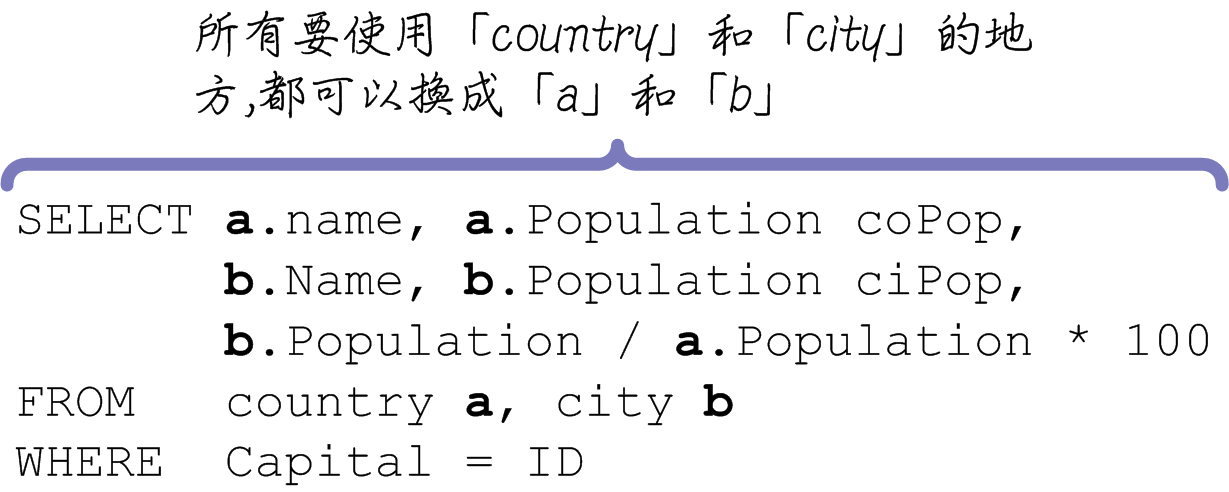 所有要使用「country」和「city」的地
方,都可以換成「a」和「b」
SELECT a.name, a.Population coPop,
b.Name, b.Population ciPop,
b.Population / a.Population * 100
FROM country a, city b
WHERE Capital = ID